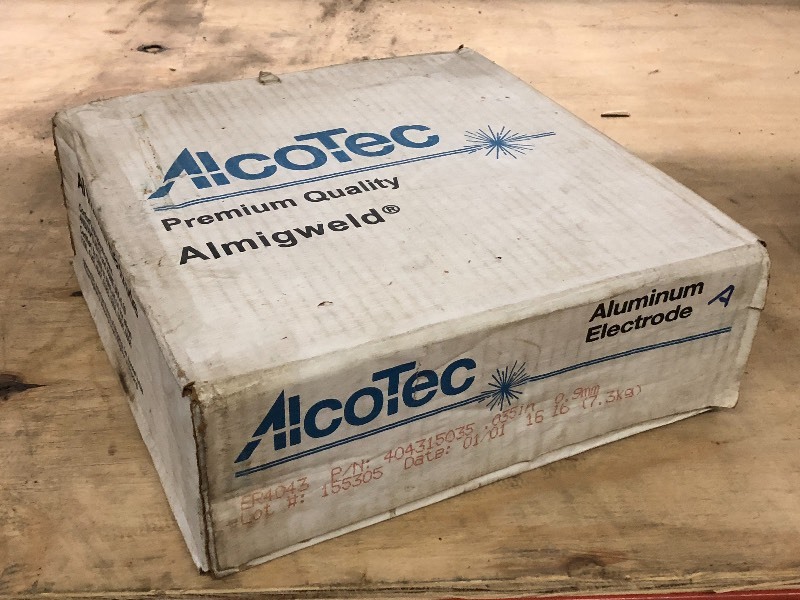 AlcoTec
Premium Quality
Almigweld®
Aluminum
Electrode
A
AlcoTec
ER4043 P/N: 404315035 .035in 0.9mm
Lot #: 155305 Date: 01/01 16 lb (7.3kg)